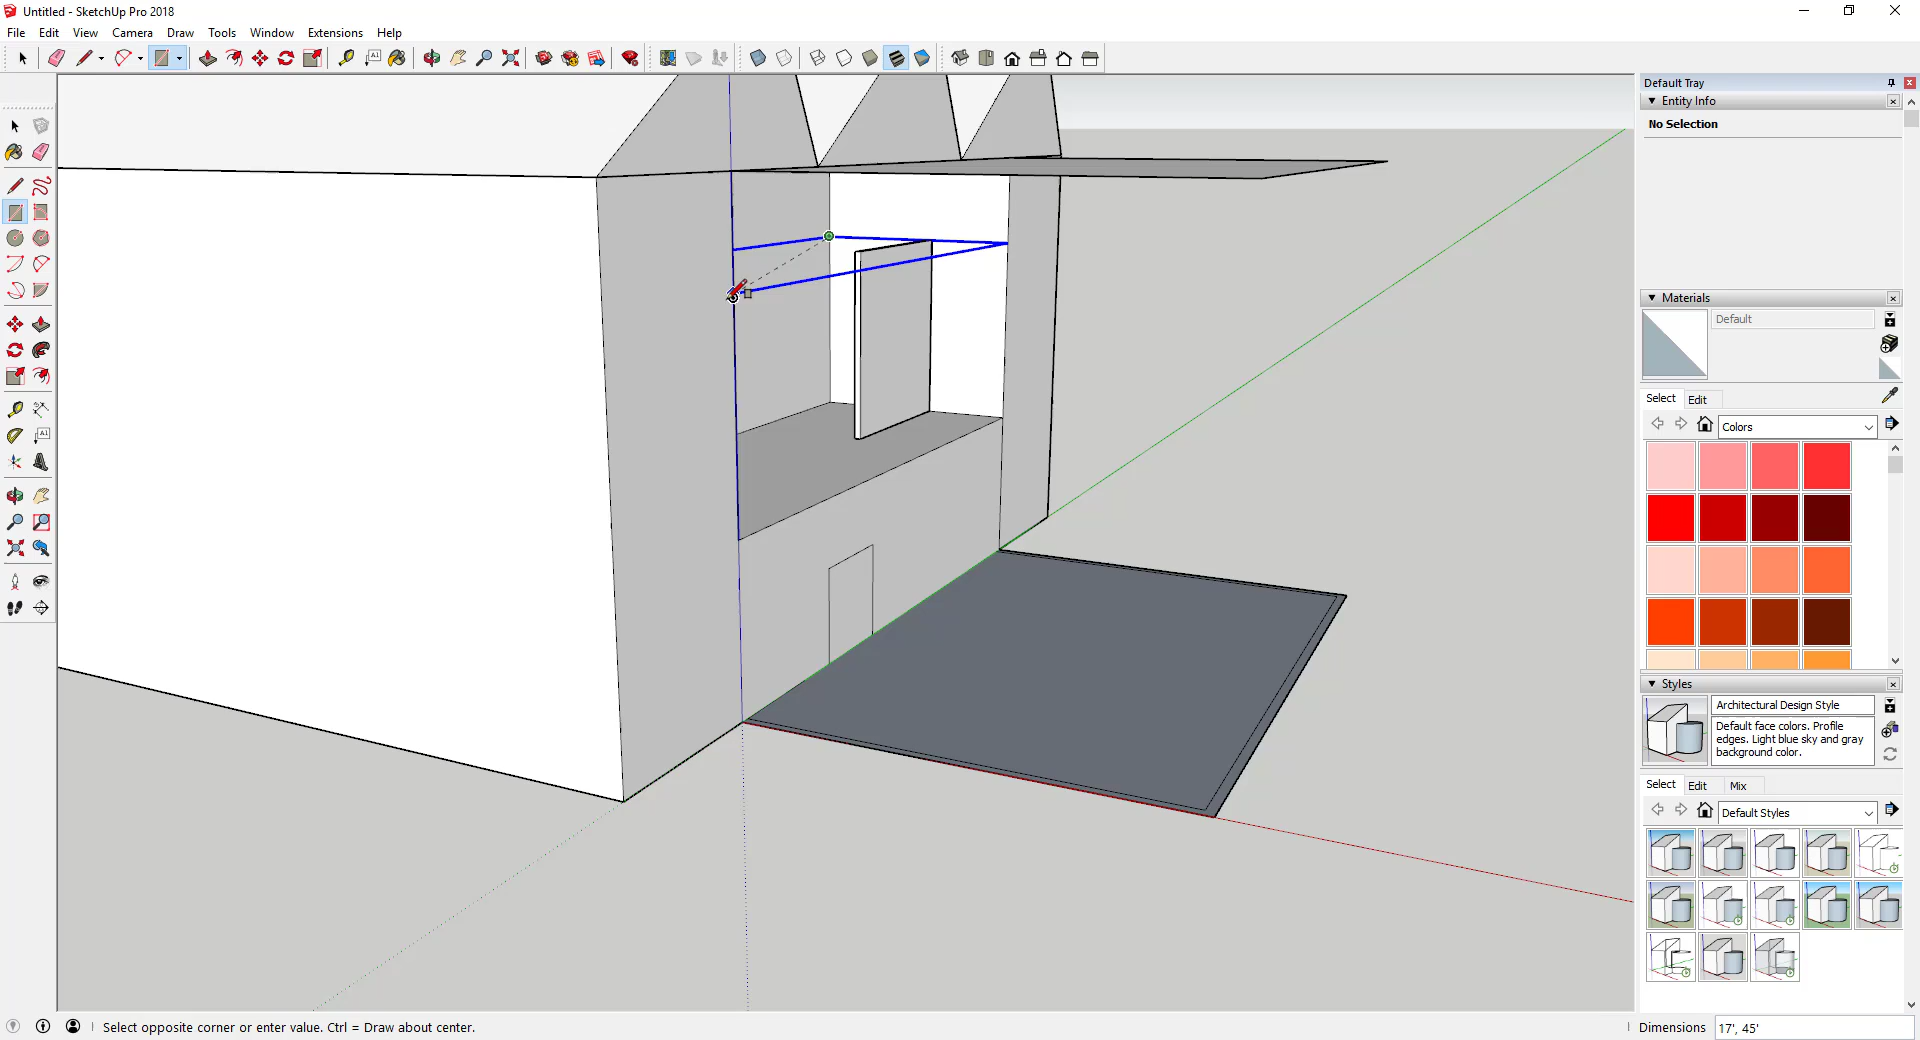 Untitled - SketchUp Pro 2018
File Edit View Camera Draw Tools Window Extensions Help
Default Tray
Entity Info
No Selection
Materials
Default
Select Edit
Colors
Styles
Architectural Design Style
Default face colors. Profile
edges. Light blue sky and gray
background color.
Select Edit Mix
Default Styles
Select opposite corner or enter value. Ctrl = Draw about center.
Dimensions 17', 45'